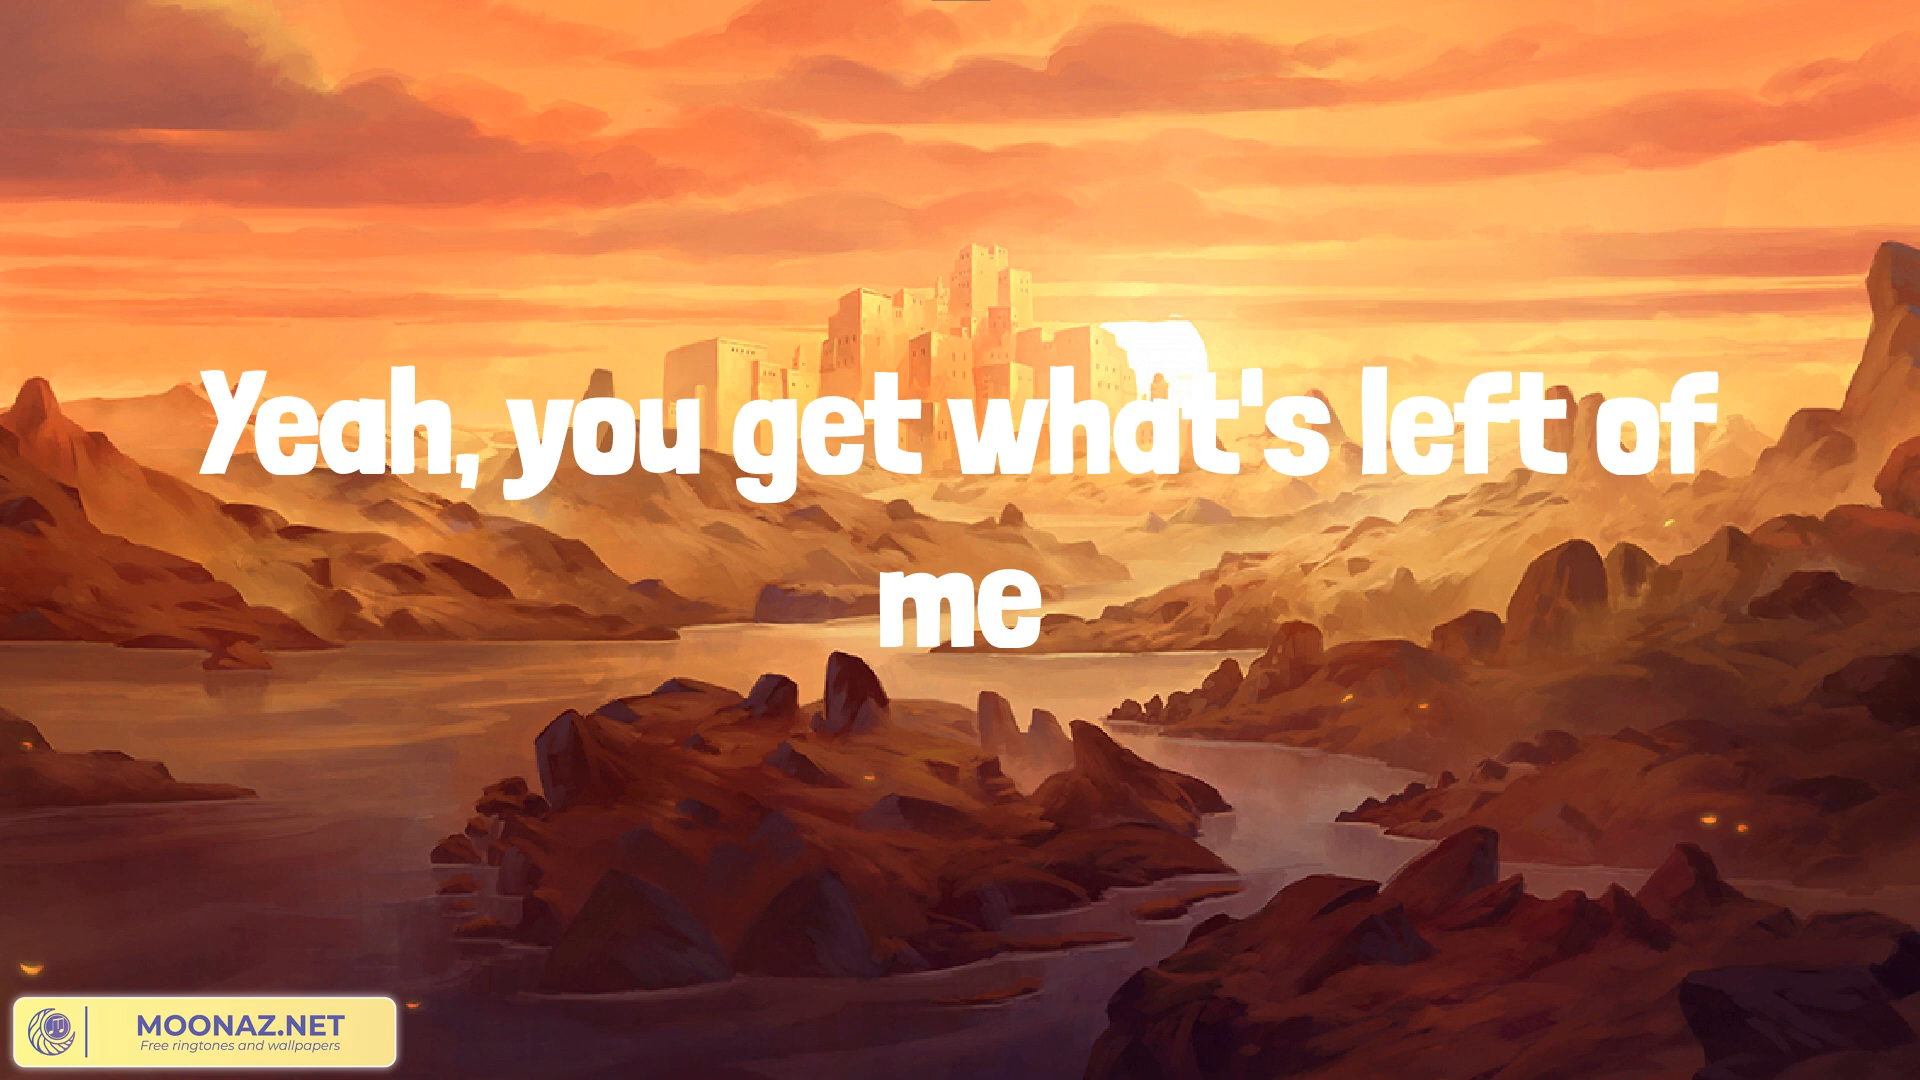 Yeah, you get what's left of
me
MOONAZ.NET
Free ringtones and wallpapers